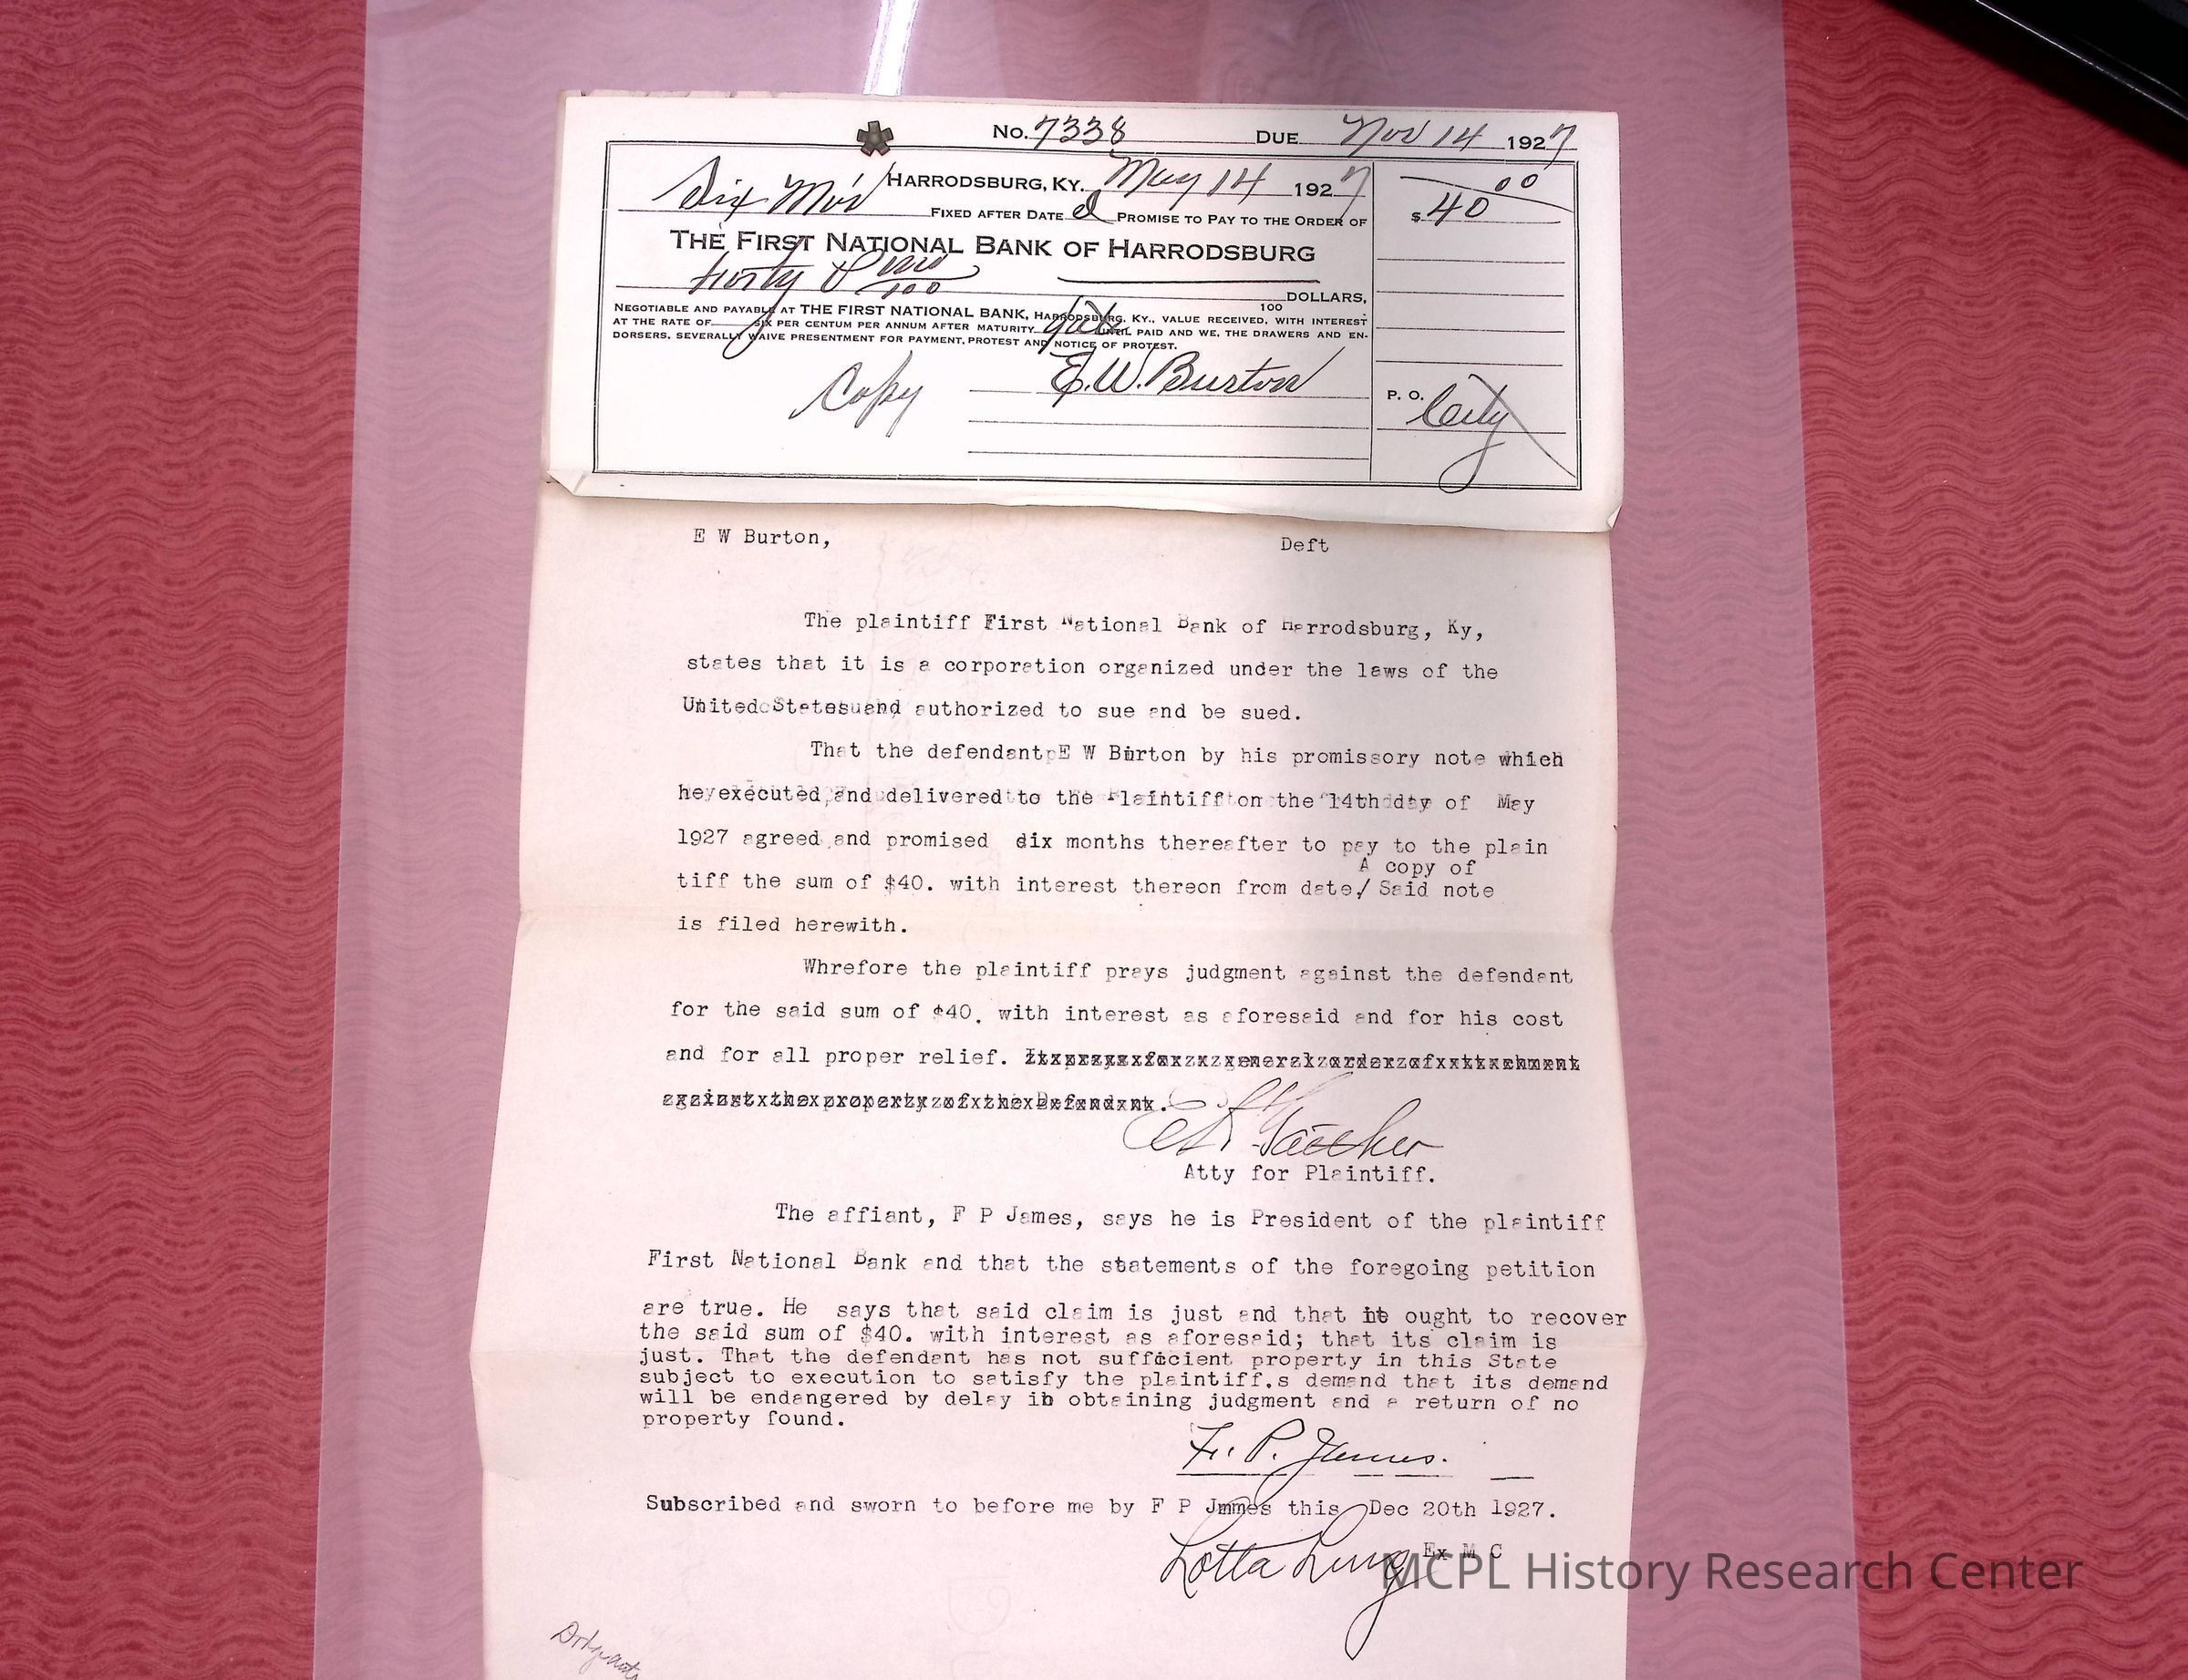 No. 7338 DUE Nov 14 1927
Six Mo's HARRODSBURG, KY. May 14 1927
$ 40 00
FIXED AFTER DATE I PROMISE TO PAY TO THE ORDER OF
THE FIRST NATIONAL BANK OF HARRODSBURG
Forty & no/100 DOLLARS,
100
NEGOTIABLE AND PAYABLE AT THE FIRST NATIONAL BANK, HARRODSBURG, KY., VALUE RECEIVED, WITH INTEREST
AT THE RATE OF SIX PER CENTUM PER ANNUM AFTER MATURITY date UNTIL PAID AND WE, THE DRAWERS AND EN-
DORSERS, SEVERALLY WAIVE PRESENTMENT FOR PAYMENT, PROTEST AND NOTICE OF PROTEST.
Copy E.W. Burton
P. O. City
E W Burton, Deft
The plaintiff First National Bank of Harrodsburg, Ky,
states that it is a corporation organized under the laws of the
United States and authorized to sue and be sued.
That the defendant E W Burton by his promissory note which
he executed and delivered to the Plaintiff on the 14th day of May
1927 agreed and promised dix months thereafter to pay to the plain
A copy of
tiff the sum of $40. with interest thereon from date/ Said note
is filed herewith.
Whrefore the plaintiff prays judgment against the defendant
for the said sum of $40. with interest as aforesaid and for his cost
and for all proper relief.
Atty for Plaintiff.
The affiant, F P James, says he is President of the plaintiff
First National Bank and that the statements of the foregoing petition
are true. He says that said claim is just and that it ought to recover
the said sum of $40. with interest as aforesaid; that its claim is
just. That the defendant has not sufficient property in this State
subject to execution to satisfy the plaintiff,s demand that its demand
will be endangered by delay in obtaining judgment and a return of no
property found.
F. P. James.
Subscribed and sworn to before me by F P Jmmes this Dec 20th 1927.
Lotta Ex M C
MCPL History Research Center